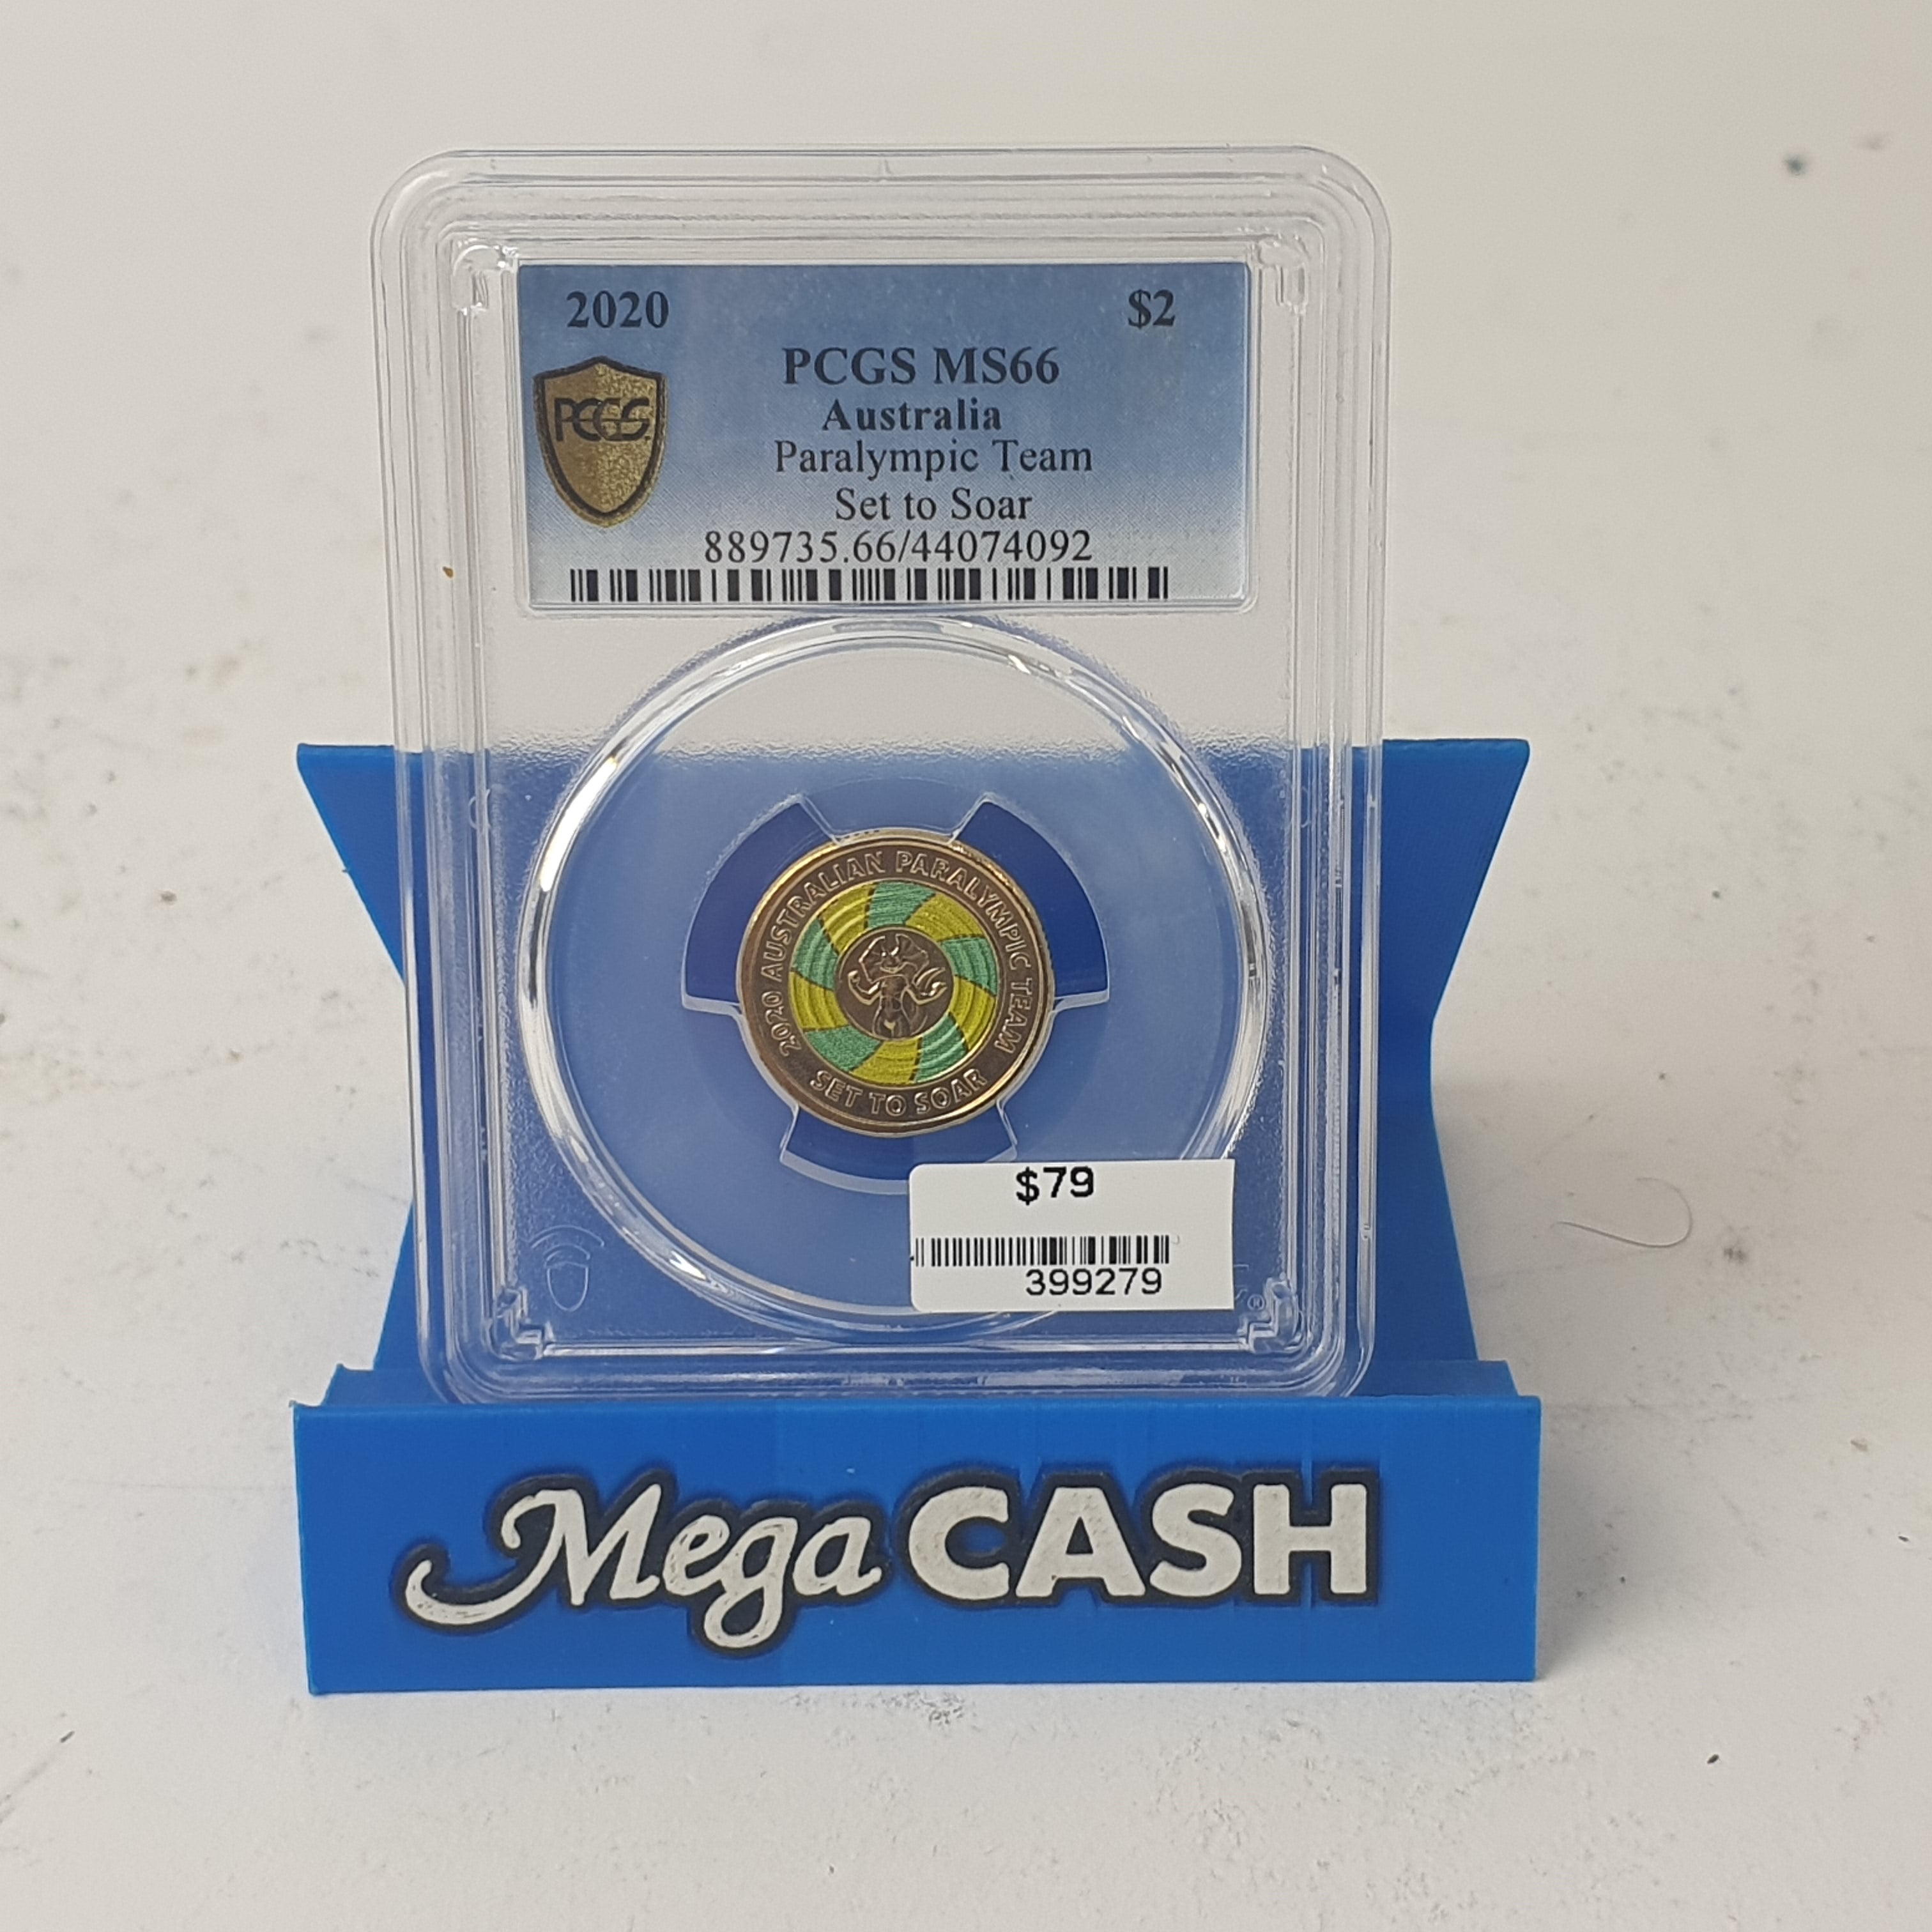 2020 $2
PCGS MS66
PCGS
Australia
Paralympic Team
Set to Soar
889735.66/44074092
2020 AUSTRALIAN PARALYMPIC TEAM
SET TO SOAR
$79
399279
®
Mega CASH